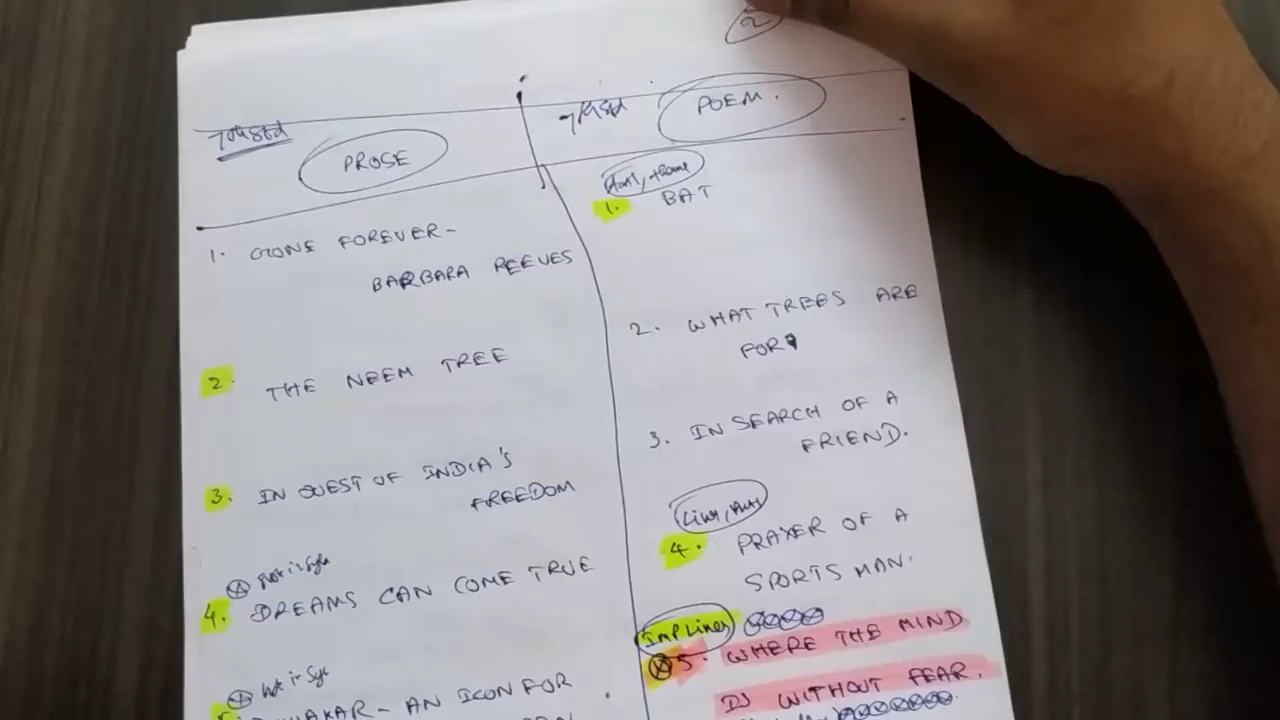 2
PROSE
POEM.
1. GONE FOREVER -
BARBARA REEVES
2. THE NEEM TREE
3. IN QUEST OF INDIA'S
FREEDOM
4. DREAMS CAN COME TRUE
AN ICON FOR
1. BAT
2. WHAT TREES ARE
FOR?
3. IN SEARCH OF A
FRIEND.
4. PRAYER OF A
SPORTS MAN.
IMP Lines
5. WHERE THE MIND
IS WITHOUT FEAR.